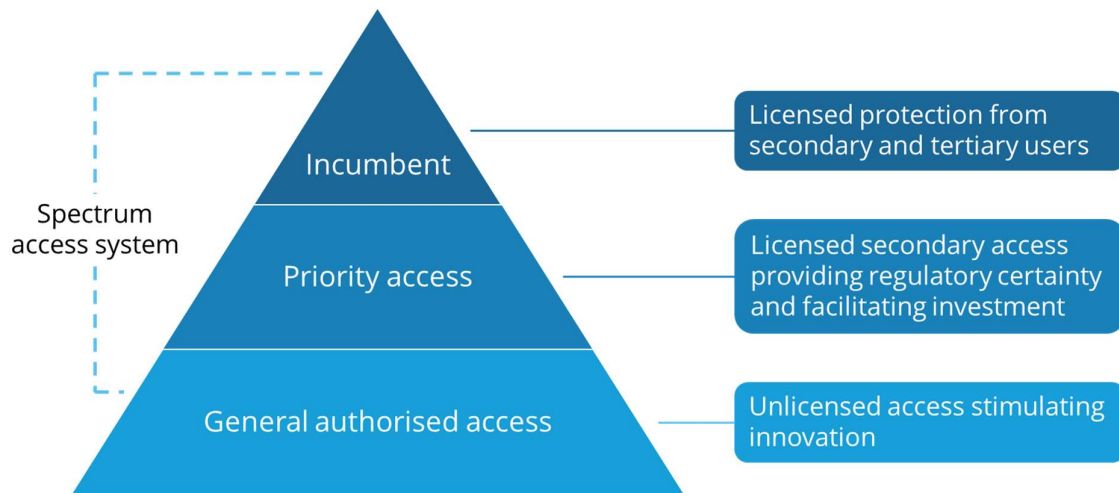 Incumbent
Licensed protection from
secondary and tertiary users
Spectrum
access system
Priority access
Licensed secondary access
providing regulatory certainty
and facilitating investment
General authorised access
Unlicensed access stimulating
innovation